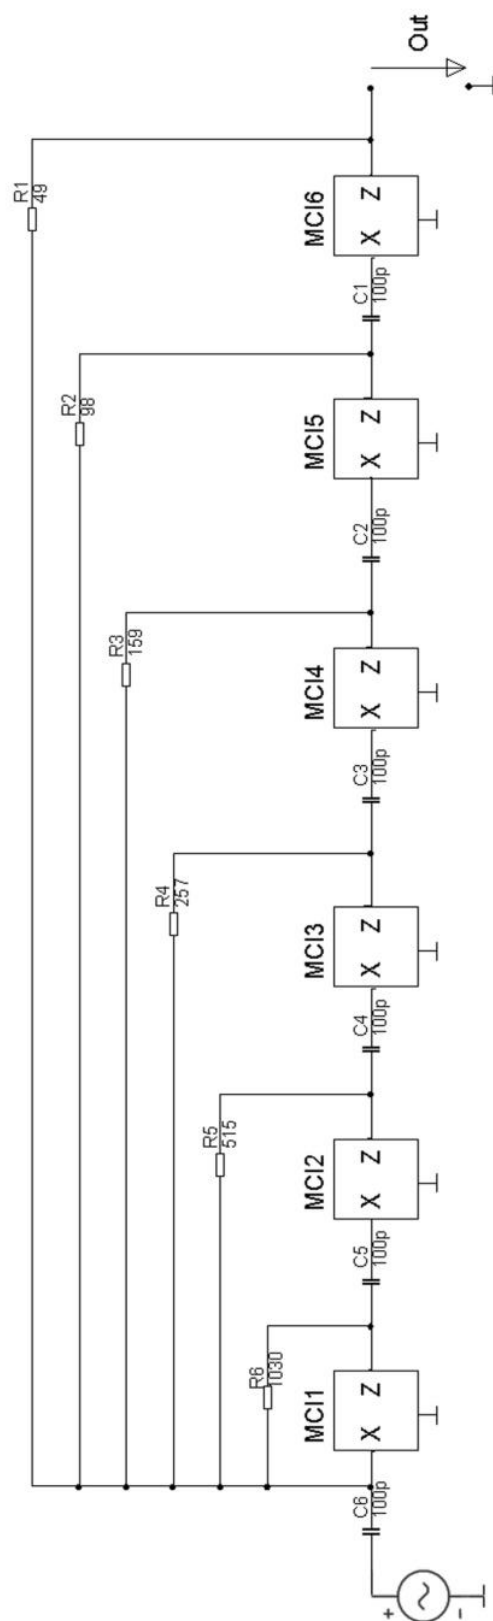 Out
R1
49
MCI6
X Z
C1
100p
R2
98
MCI5
X Z
C2
100p
R3
159
MCI4
X Z
C3
100p
R4
257
MCI3
X Z
C4
100p
R5
515
MCI2
X Z
C5
100p
R6
1030
MCI1
X Z
C6
100p
+
-